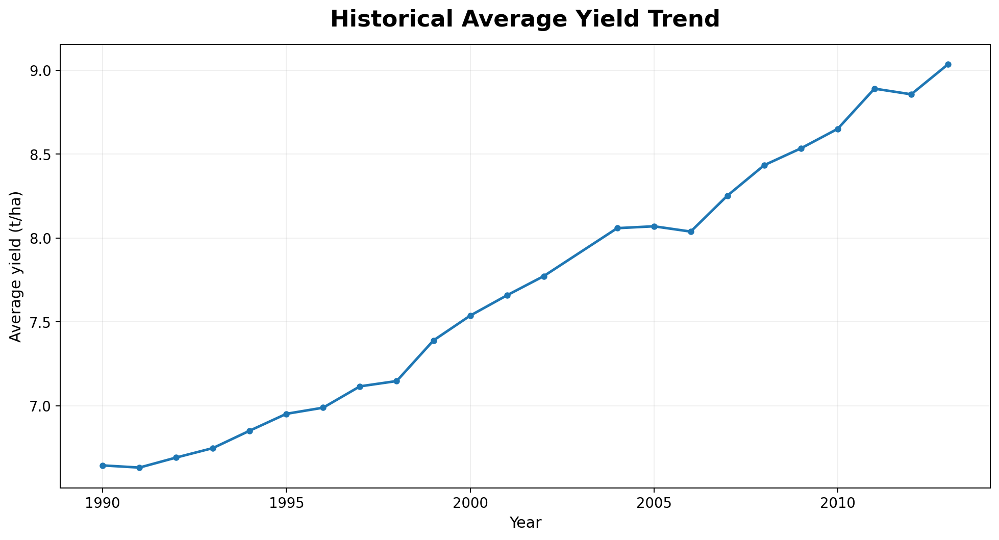 Historical Average Yield Trend
Average yield (t/ha)
9.0
8.5
8.0
7.5
7.0
1990 1995 2000 2005 2010
Year